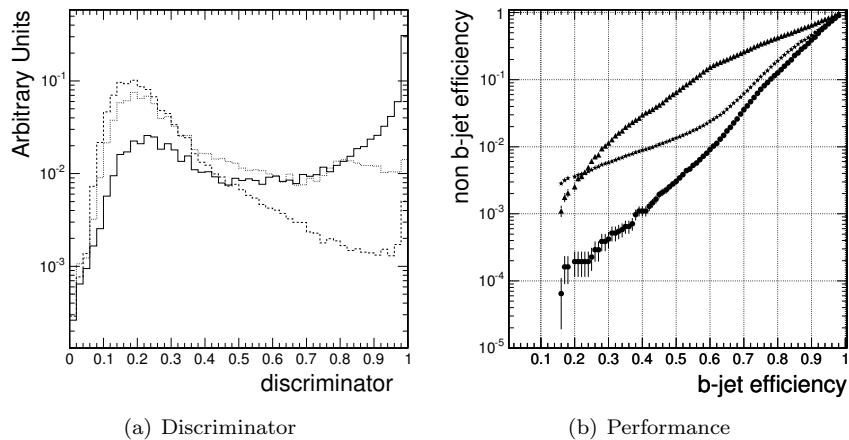 Arbitrary Units
10⁻¹
10⁻²
10⁻³
0 0.1 0.2 0.3 0.4 0.5 0.6 0.7 0.8 0.9 1
discriminator
(a) Discriminator
non b-jet efficiency
1
10⁻¹
10⁻²
10⁻³
10⁻⁴
10⁻⁵
0.1 0.2 0.3 0.4 0.5 0.6 0.7 0.8 0.9 1
b-jet efficiency
(b) Performance